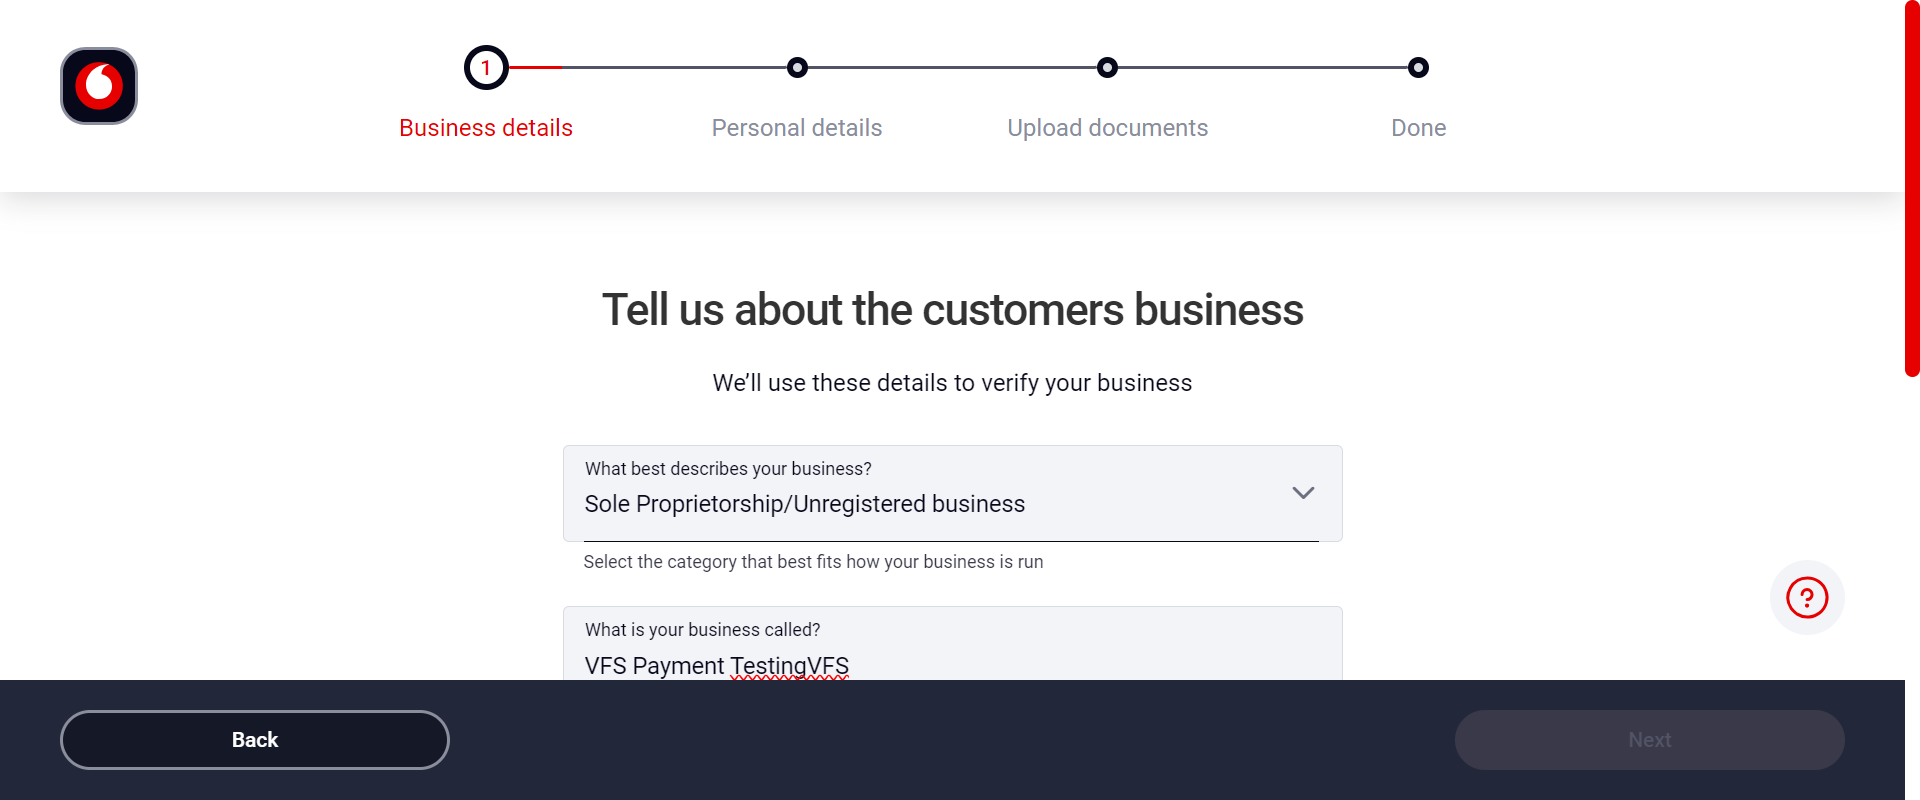 1
Business details
Personal details
Upload documents
Done
Tell us about the customers business
We’ll use these details to verify your business
What best describes your business?
Sole Proprietorship/Unregistered business
Select the category that best fits how your business is run
?
What is your business called?
VFS Payment TestingVFS
Back
Next